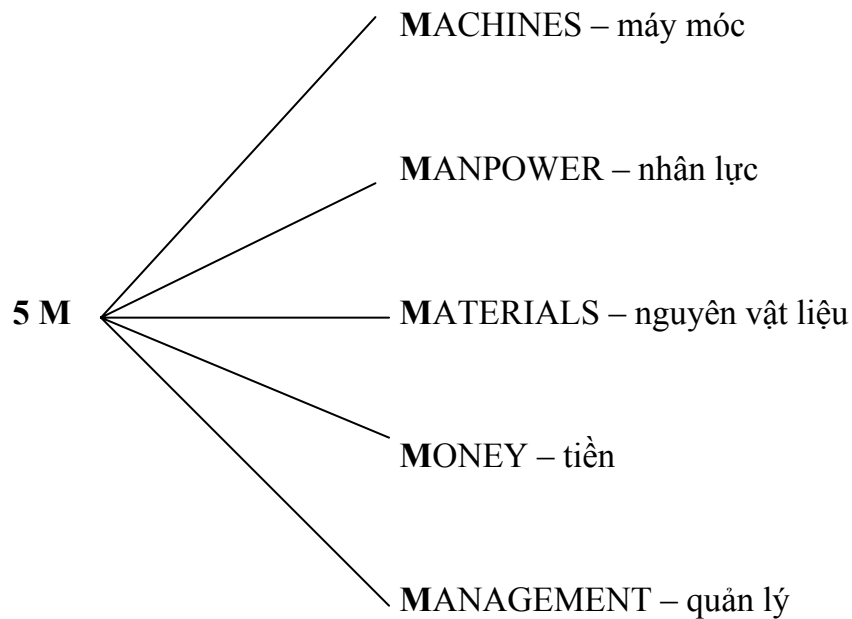 MACHINES – máy móc
MANPOWER – nhân lực
5 M
MATERIALS – nguyên vật liệu
MONEY – tiền
MANAGEMENT – quản lý